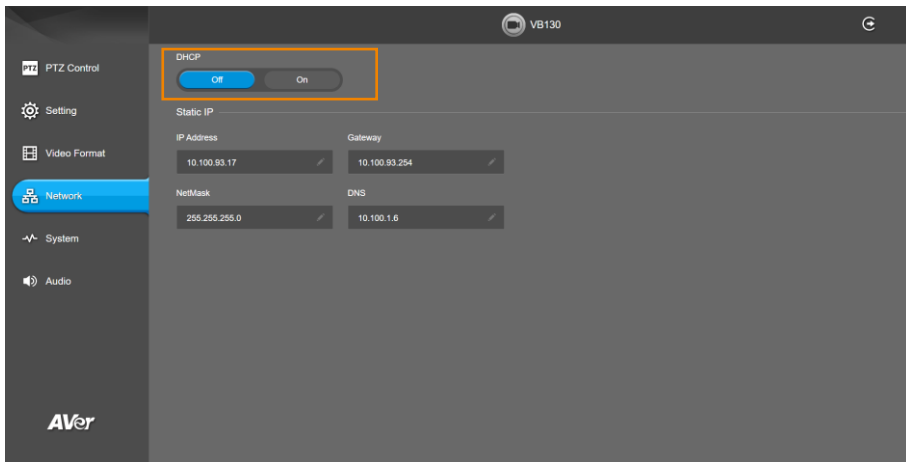 VB130
PTZ PTZ Control
Setting
Video Format
Network
System
Audio
AVer
DHCP
Off On
Static IP
IP Address Gateway
10.100.93.17 10.100.93.254
NetMask DNS
255.255.255.0 10.100.1.6